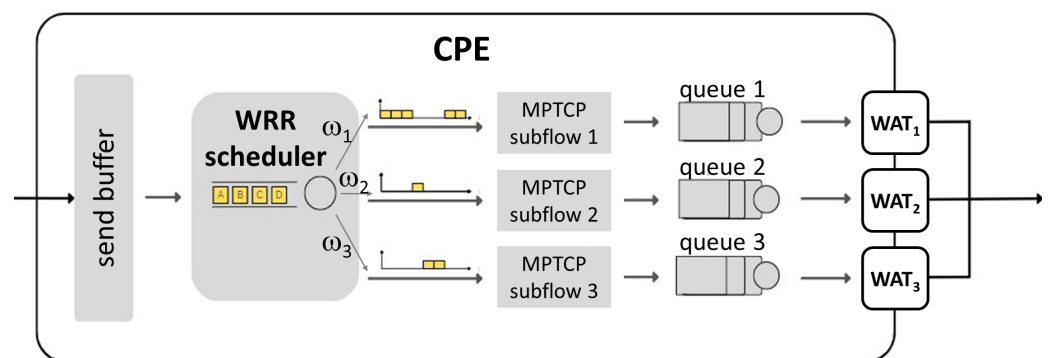 CPE
send buffer
WRR
scheduler
A B C D
ω1
ω2
ω3
MPTCP
subflow 1
MPTCP
subflow 2
MPTCP
subflow 3
queue 1
queue 2
queue 3
WAT1
WAT2
WAT3